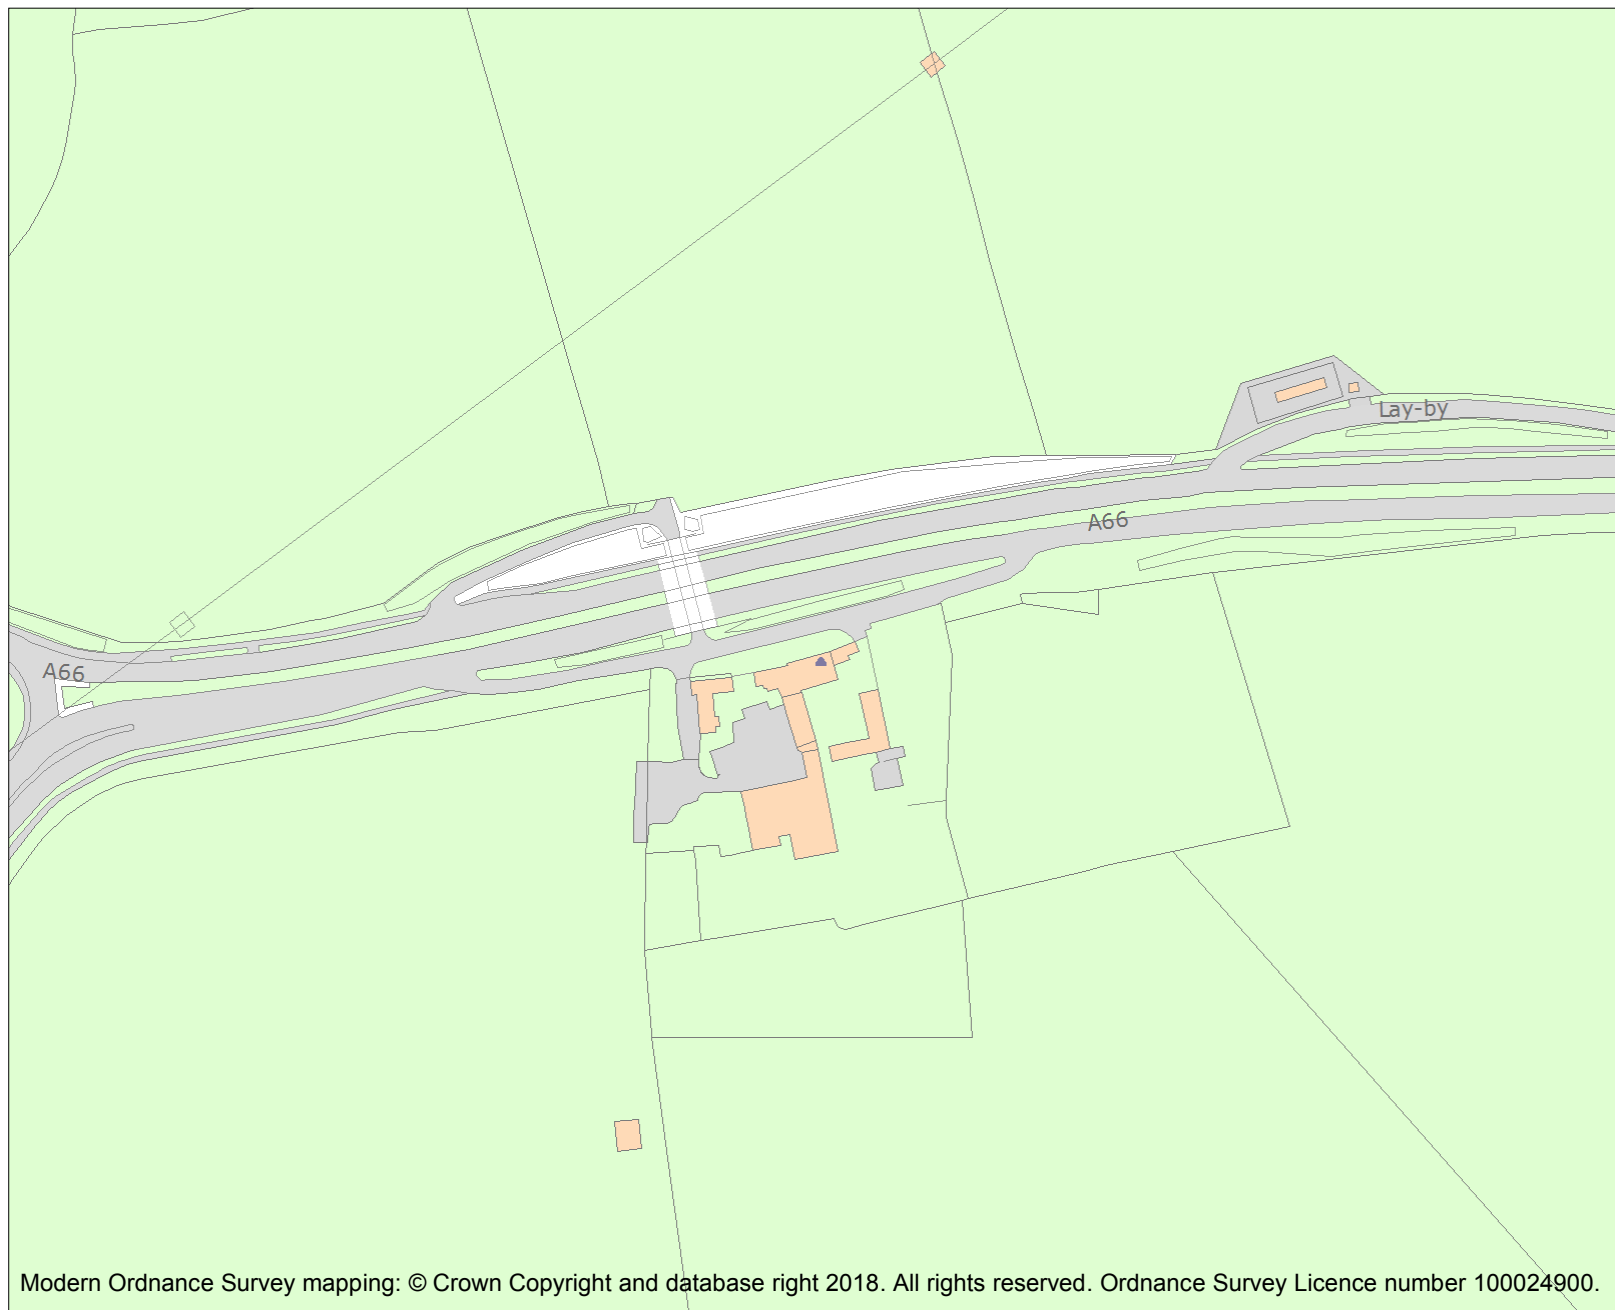 Lay-by
A66
A66
Modern Ordnance Survey mapping: © Crown Copyright and database right 2018. All rights reserved. Ordnance Survey Licence number 100024900.